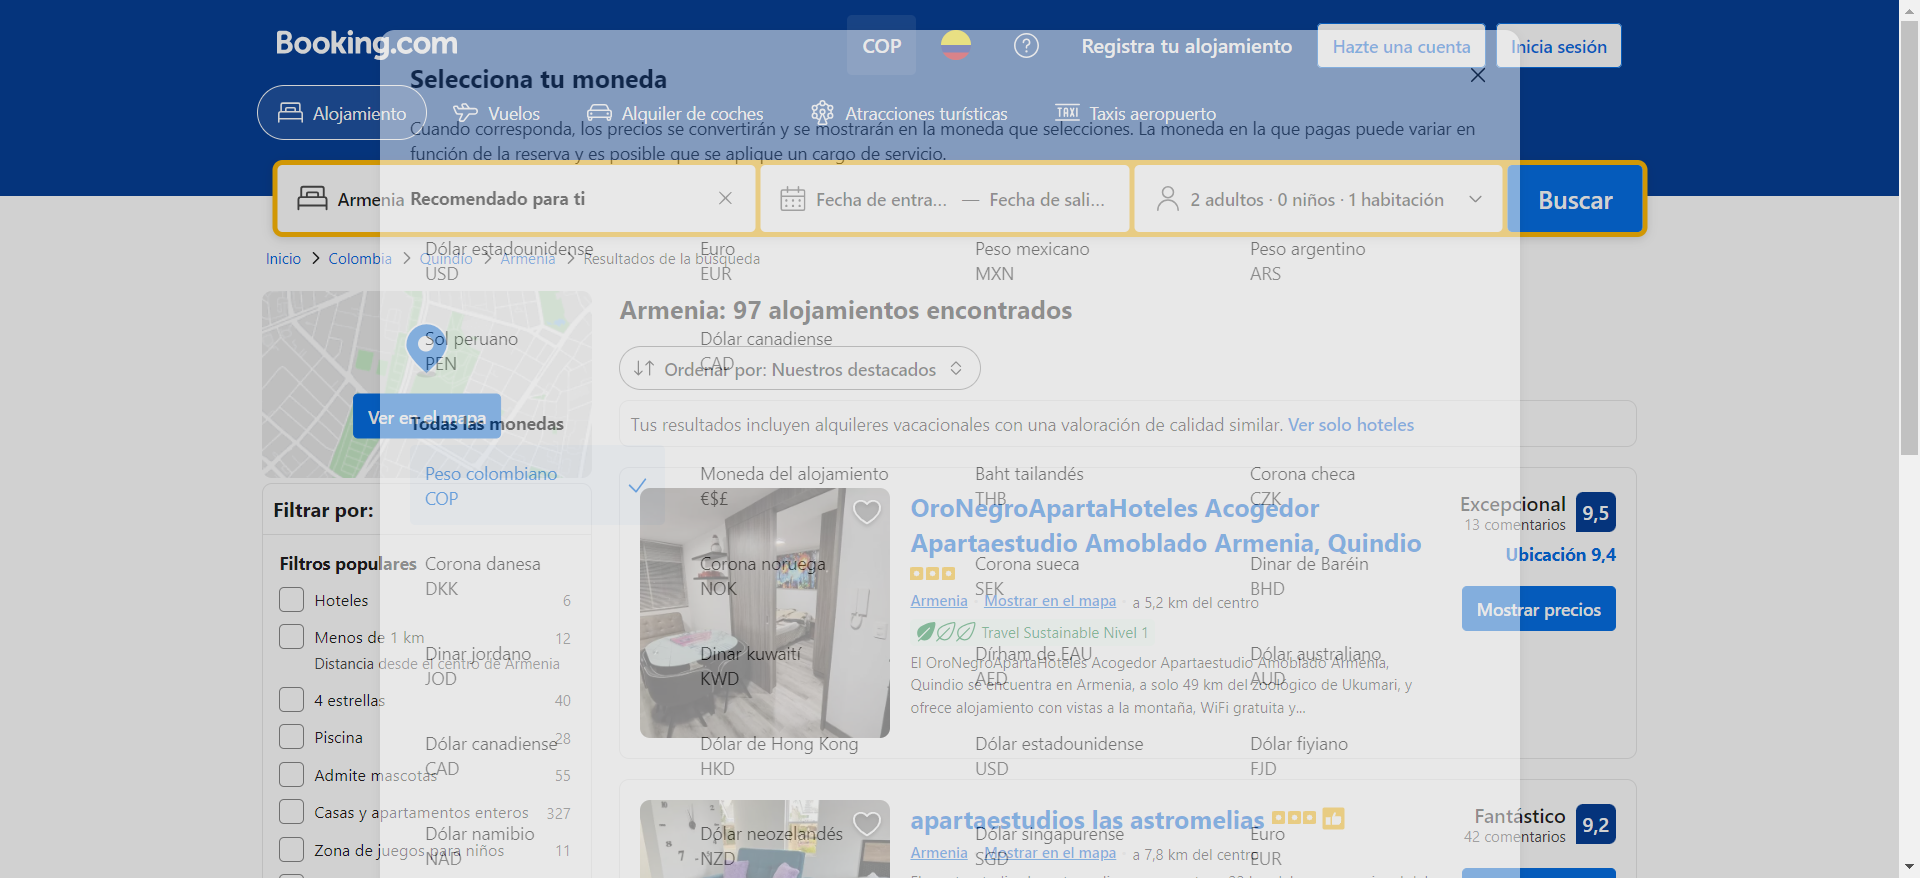 Booking.com
COP
Registra tu alojamiento
Hazte una cuenta
Inicia sesión
Selecciona tu moneda
Alojamiento
Vuelos
Alquiler de coches
Atracciones turísticas
TAXI
Taxis aeropuerto
Cuando corresponda, los precios se convertirán y se mostrarán en la moneda que selecciones. La moneda en la que pagas puede variar en
función de la reserva y es posible que se aplique un cargo de servicio.
Armenia
Recomendado para ti
Fecha de entra... — Fecha de sali...
2 adultos · 0 niños · 1 habitación
Buscar
Dólar estadounidense
USD
Euro
EUR
Peso mexicano
MXN
Peso argentino
ARS
Inicio
Colombia
Quindío
Armenia
Resultados de la búsqueda
Armenia: 97 alojamientos encontrados
Sol peruano
PEN
Dólar canadiense
CAD
Ordenar por: Nuestros destacados
Ver en el mapa
Todas las monedas
Tus resultados incluyen alquileres vacacionales con una valoración de calidad similar. Ver solo hoteles
Peso colombiano
COP
Moneda del alojamiento
€$£
Baht tailandés
THB
Corona checa
CZK
Filtrar por:
OroNegroApartaHoteles Acogedor
Apartaestudio Amoblado Armenia, Quindio
Excepcional
13 comentarios
9,5
Ubicación 9,4
Filtros populares
Corona danesa
DKK
Corona noruega
NOK
Corona sueca
SEK
Dinar de Baréin
BHD
Hoteles 6
Armenia · Mostrar en el mapa · a 5,2 km del centro
Mostrar precios
Menos de 1 km 12
Distancia desde el centro de Armenia
Travel Sustainable Nivel 1
Dinar jordano
JOD
Dinar kuwaití
KWD
Dírham de EAU
AED
Dólar australiano
AUD
El OroNegroApartaHoteles Acogedor Apartaestudio Amoblado Armenia,
Quindio se encuentra en Armenia, a solo 49 km del Zoológico de Ukumari, y
ofrece alojamiento con vistas a la montaña, WiFi gratuita y...
4 estrellas 40
Piscina 28
Dólar canadiense
CAD
Dólar de Hong Kong
HKD
Dólar estadounidense
USD
Dólar fiyiano
FJD
Admite mascotas 55
Casas y apartamentos enteros 327
Dólar namibio
NAD
Dólar neozelandés
NZD
Dólar singapurense
SGD
Euro
EUR
apartaestudios las astromelias
Fantástico
42 comentarios
9,2
Zona de juegos para niños 11
Armenia · Mostrar en el mapa · a 7,8 km del centro